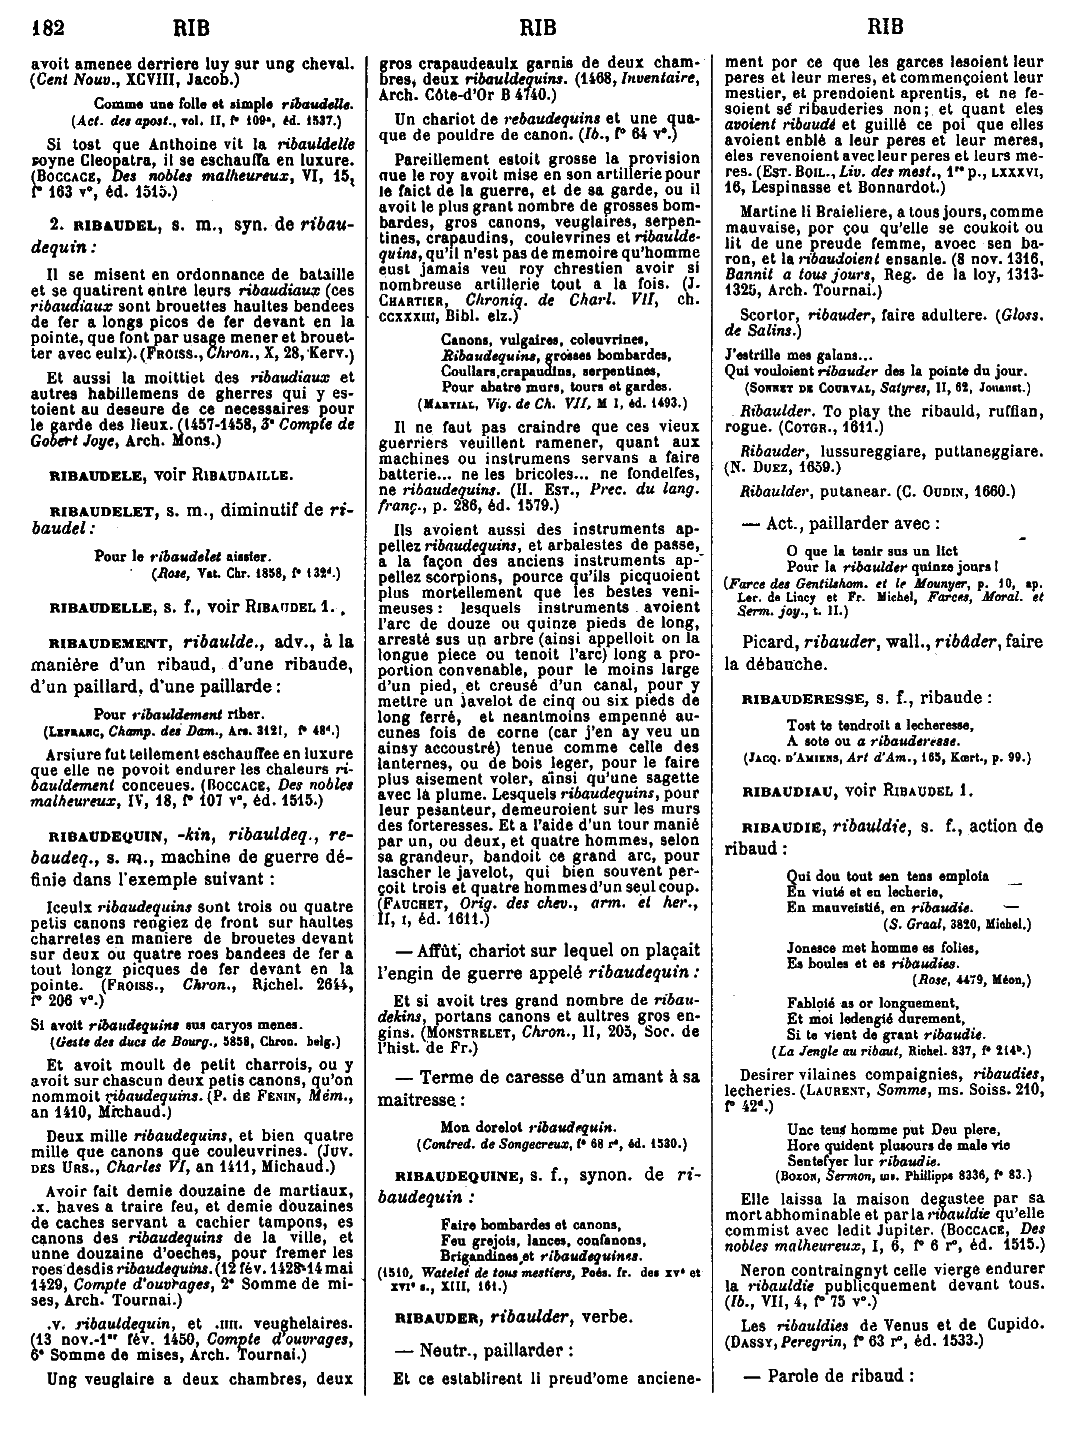 182 RIB RIB RIB
avoit amenee derriere luy sur ung cheval.
(Cent Nouv., XCVIII, Jacob.)
Comme une folle et simple ribaudelle.
(Act. des apost., vol. II, f° 109ª, éd. 1537.)
Si tost que Anthoine vit la ribauldelle
royne Cleopatra, il se eschauffa en luxure.
(BOCCACE, Des nobles malheureux, VI, 15,
f° 163 v°, éd. 1515.)
2. RIBAUDEL, s. m., syn. de ribau-
dequin :
Il se misent en ordonnance de bataille
et se quatirent entre leurs ribaudiaux (ces
ribaudiaux sont brouettes haultes bendees
de fer a longs picos de fer devant en la
pointe, que font par usage mener et brouet-
ter avec eulx). (FROISS., Chron., X, 28, Kerv.)
Et aussi la moittiet des ribaudiaux et
autres habillemens de gherres qui y es-
toient au deseure de ce necessaires pour
le garde des lieux. (1457-1458, 3ᵉ Compte de
Gobert Joye, Arch. Mons.)
RIBAUDELE, voir RIBAUDAILLE.
RIBAUDELET, s. m., diminutif de ri-
baudel :
Pour le ribaudelet aisster.
(Rose, Vat. Chr. 1858, f° 132ᵈ.)
RIBAUDELLE, s. f., voir RIBAUDEL 1.
RIBAUDEMENT, ribaulde., adv., à la
manière d'un ribaud, d'une ribaude,
d'un paillard, d'une paillarde :
Pour ribauldement riber.
(LEFRANC, Champ. des Dam., Ars. 3121, f° 48ᵈ.)
Arsiure fut tellement eschauffee en luxure
que elle ne povoit endurer les chaleurs ri-
bauldement conceues. (BOCCACE, Des nobles
malheureux, IV, 18, f° 107 v°, éd. 1515.)
RIBAUDEQUIN, -kin, ribauldeq., re-
baudeq., s. m., machine de guerre dé-
finie dans l'exemple suivant :
Iceulx ribaudequins sont trois ou quatre
petis canons rengiez de front sur haultes
charretes en maniere de brouetes devant
sur deux ou quatre roes bandees de fer a
tout longz picques de fer devant en la
pointe. (FROISS., Chron., Richel. 2644,
f° 206 v°.)
Si avoit ribaudequins sus caryos menes.
(Geste des ducs de Bourg., 5858, Chron. belg.)
Et avoit moult de petit charrois, ou y
avoit sur chascun deux petis canons, qu'on
nommoit ribaudequins. (P. DE FENIN, Mém.,
an 1410, Michaud.)
Deux mille ribaudequins, et bien quatre
mille que canons que couleuvrines. (JUV.
DES URS., Charles VI, an 1411, Michaud.)
Avoir fait demie douzaine de martiaux,
.x. haves a traire feu, et demie douzaines
de caches servant a cachier tampons, es
canons des ribaudequins de la ville, et
unne douzaine d'oeches, pour fremer les
roes desdis ribaudequins. (12 fév. 1428-14 mai
1429, Compte d'ouvrages, 2ᵉ Somme de mi-
ses, Arch. Tournai.)
.v. ribauldequin, et .IIII. veughelaires.
(13 nov.-1ᵉʳ fév. 1450, Compte d'ouvrages,
6ᵉ Somme de mises, Arch. Tournai.)
Ung veuglaire a deux chambres, deux
gros crapaudeaulx garnis de deux cham-
bres, deux ribauldequins. (1468, Inventaire,
Arch. Côte-d'Or B 4740.)
Un chariot de rebaudequins et une qua-
que de pouldre de canon. (Ib., f° 64 v°.)
Pareillement estoit grosse la provision
que le roy avoit mise en son artillerie pour
le faict de la guerre, et de sa garde, ou il
avoit le plus grant nombre de grosses bom-
bardes, gros canons, veuglaires, serpen-
tines, crapaudins, coulevrines et ribaulde-
quins, qu'il n'est pas de memoire qu'homme
eust jamais veu roy chrestien avoir si
nombreuse artillerie tout a la fois. (J.
CHARTIER, Chroniq. de Charl. VII, ch.
CCXXXIII, Bibl. elz.)
Canons, vulgaires, coleuvrines,
Ribaudequins, grosses bombardes,
Coullars, crapaudins, serpentines,
Pour abatre murs, tours et gardes.
(MARTIAL, Vig. de Ch. VII, M 1, éd. 1493.)
Il ne faut pas craindre que ces vieux
guerriers veuillent ramener, quant aux
machines ou instrumens servans a faire
batterie... ne les bricoles... ne fondelfes,
ne ribaudequins. (H. EST., Prec. du lang.
franç., p. 286, éd. 1579.)
Ils avoient aussi des instruments ap-
pellez ribaudequins, et arbalestes de passe,
a la façon des anciens instruments ap-
pellez scorpions, pource qu'ils picquoient
plus mortellement que les bestes veni-
meuses : lesquels instruments avoient
l'arc de douze ou quinze pieds de long,
arresté sus un arbre (ainsi appelloit on la
longue piece ou tenoit l'arc) long a pro-
portion convenable, pour le moins large
d'un pied, et creusé d'un canal, pour y
mettre un javelot de cinq ou six pieds de
long ferré, et neantmoins empenné au-
cunes fois de corne (car j'en ay veu un
ainsy accoustré) tenue comme celle des
lanternes, ou de bois leger, pour le faire
plus aisement voler, ainsi qu'une sagette
avec la plume. Lesquels ribaudequins, pour
leur pesanteur, demeuroient sur les murs
des forteresses. Et a l'aide d'un tour manié
par un, ou deux, et quatre hommes, selon
sa grandeur, bandoit ce grand arc, pour
lascher le javelot, qui bien souvent per-
çoit trois et quatre hommes d'un seul coup.
(FAUCHET, Orig. des chev., arm. et her.,
II, I, éd. 1611.)
— Affût, chariot sur lequel on plaçait
l'engin de guerre appelé ribaudequin :
Et si avoit tres grand nombre de ribau-
dekins, portans canons et aultres gros en-
gins. (MONSTRELET, Chron., II, 205, Soc. de
l'hist. de Fr.)
— Terme de caresse d'un amant à sa
maitresse :
Mon dorelot ribaudequin.
(Contred. de Songecreux, f° 68 r°, éd. 1530.)
RIBAUDEQUINE, s. f., synon. de ri-
baudequin :
Faire bombardes et canons,
Feu grejois, lances, confanons,
Brigandines et ribaudequines.
(1510, Watelet de tous mestiers, Poés. fr. des XVᵉ et
XVIᵉ s., XIII, 161.)
RIBAUDER, ribaulder, verbe.
— Neutr., paillarder :
Et ce establirent li preud'ome anciene-
ment por ce que les garces lesoient leur
peres et leur meres, et commençoient leur
mestier, et prendoient aprentis, et ne fe-
soient sé ribauderies non; et quant eles
avoient ribaudé et guillé ce poi que elles
avoient enblé a leur peres et leur meres,
eles revenoient avec leur peres et leurs me-
res. (EST. BOIL., Liv. des mest., 1ʳᵉ p., LXXXVI,
16, Lespinasse et Bonnardot.)
Martine li Braieliere, a tous jours, comme
mauvaise, por çou qu'elle se coukoit ou
lit de une preude femme, avoec sen ba-
ron, et la ribaudoient ensanle. (8 nov. 1316,
Bannit a tous jours, Reg. de la loy, 1313-
1325, Arch. Tournai.)
Scortor, ribauder, faire adultere. (Gloss.
de Salins.)
J'estrille mes galans...
Qui vouloient ribauder des la pointe du jour.
(SONNET DE COURVAL, Satyres, II, 62, Jouaust.)
Ribaulder. To play the ribauld, ruffian,
rogue. (COTGR., 1611.)
Ribauder, lussureggiare, puttaneggiare.
(N. DUEZ, 1659.)
Ribaulder, putanear. (C. OUDIN, 1660.)
— Act., paillarder avec :
O que la tenir sus un lict
Pour la ribaulder quinze jours !
(Farce des Gentilshom. et le Mounyer, p. 10, ap.
Ler. de Lincy et Fr. Michel, Farces, Moral. et
Serm. joy., t. II.)
Picard, ribauder, wall., ribâder, faire
la débauche.
RIBAUDERESSE, s. f., ribaude :
Tost te tendroit a lecheresse,
A sote ou a ribauderesse.
(JACQ. D'AMIENS, Art d'Am., 165, Kœrt., p. 99.)
RIBAUDIAU, voir RIBAUDEL 1.
RIBAUDIE, ribauldie, s. f., action de
ribaud :
Qui dou tout sen tens emploia
En viuté et en lecherie,
En mauveistié, en ribaudie.
(S. Graal, 3820, Michel.)
Jonesce met homme es folies,
Es boules et es ribaudies.
(Rose, 4479, Méon,)
Fabloié as or longuement,
Et moi ledengié durement,
Si te vient de grant ribaudie.
(La Jengle au ribaut, Richel. 837, f° 214ᵇ.)
Desirer vilaines compaignies, ribaudies,
lecheries. (LAURENT, Somme, ms. Soiss. 210,
f° 42ᵈ.)
Unc teus homme put Deu plere,
Hore quident plusours de male vie
Sentefyer lur ribaudie.
(BOZON, Sermon, ms. Phillipps 8336, f° 83.)
Elle laissa la maison degustee par sa
mort abhominable et par la ribauldie qu'elle
commist avec ledit Jupiter. (BOCCACE, Des
nobles malheureux, I, 6, f° 6 r°, éd. 1515.)
Neron contraingnyt celle vierge endurer
la ribauldie publicquement devant tous.
(Ib., VII, 4, f° 75 v°.)
Les ribauldies de Venus et de Cupido.
(DASSY, Peregrin, f° 63 r°, éd. 1533.)
— Parole de ribaud :